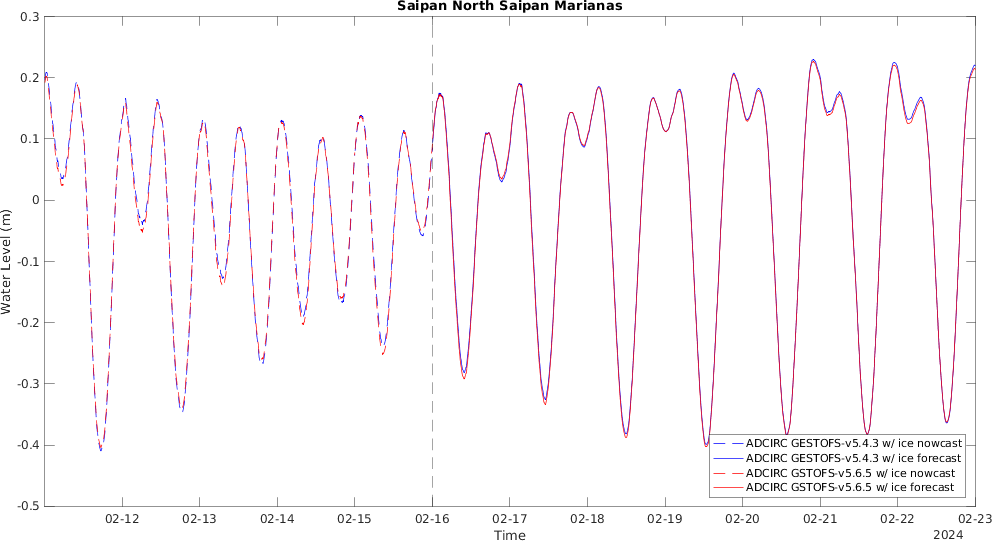 Saipan North Saipan Marianas
0.3
0.2
0.1
0
-0.1
-0.2
-0.3
-0.4
-0.5
Water Level (m)
ADCIRC GESTOFS-v5.4.3 w/ ice nowcast
ADCIRC GESTOFS-v5.4.3 w/ ice forecast
ADCIRC GSTOFS-v5.6.5 w/ ice nowcast
ADCIRC GSTOFS-v5.6.5 w/ ice forecast
02-12 02-13 02-14 02-15 02-16 02-17 02-18 02-19 02-20 02-21 02-22 02-23
Time
2024